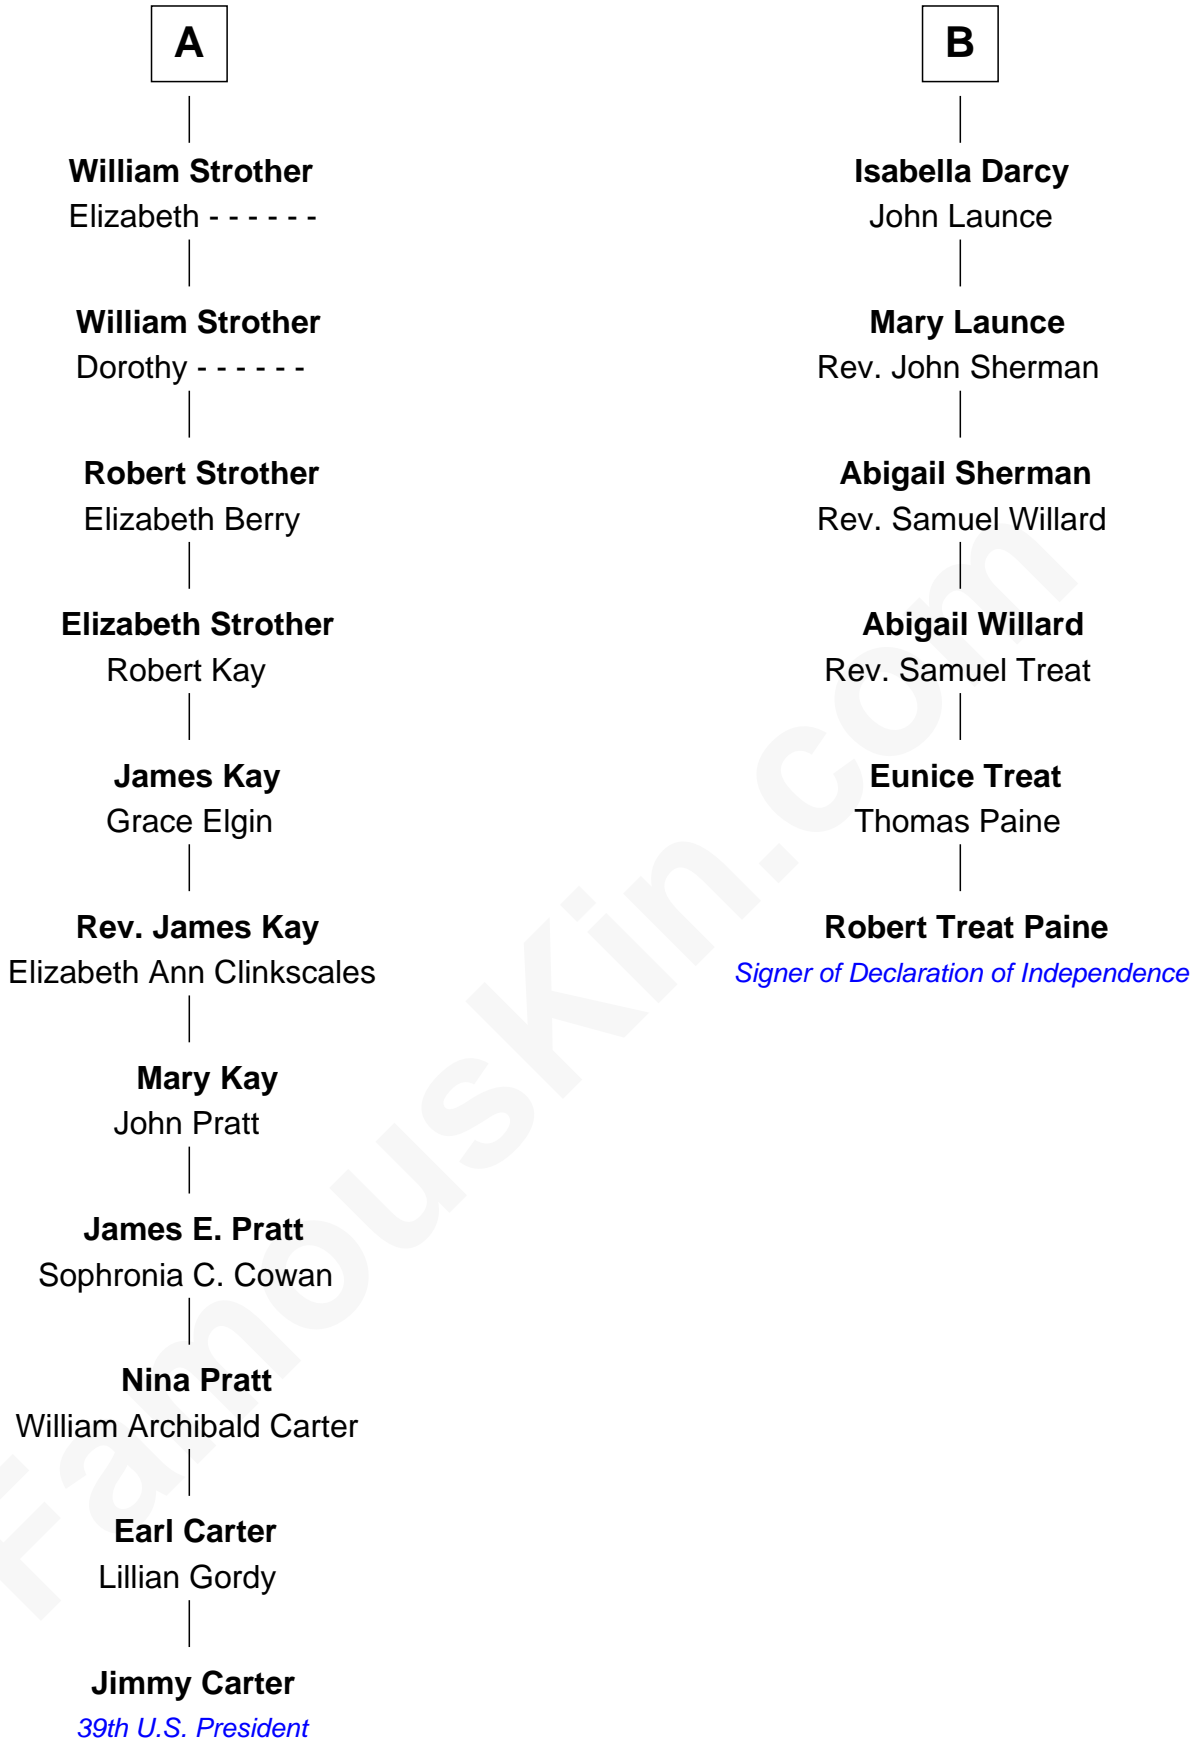 A
William Strother
Elizabeth - - - - - -
William Strother
Dorothy - - - - - -
Robert Strother
Elizabeth Berry
Elizabeth Strother
Robert Kay
James Kay
Grace Elgin
Rev. James Kay
Elizabeth Ann Clinkscales
Mary Kay
John Pratt
James E. Pratt
Sophronia C. Cowan
Nina Pratt
William Archibald Carter
Earl Carter
Lillian Gordy
Jimmy Carter
39th U.S. President
B
Isabella Darcy
John Launce
Mary Launce
Rev. John Sherman
Abigail Sherman
Rev. Samuel Willard
Abigail Willard
Rev. Samuel Treat
Eunice Treat
Thomas Paine
Robert Treat Paine
Signer of Declaration of Independence
FamousKin.com